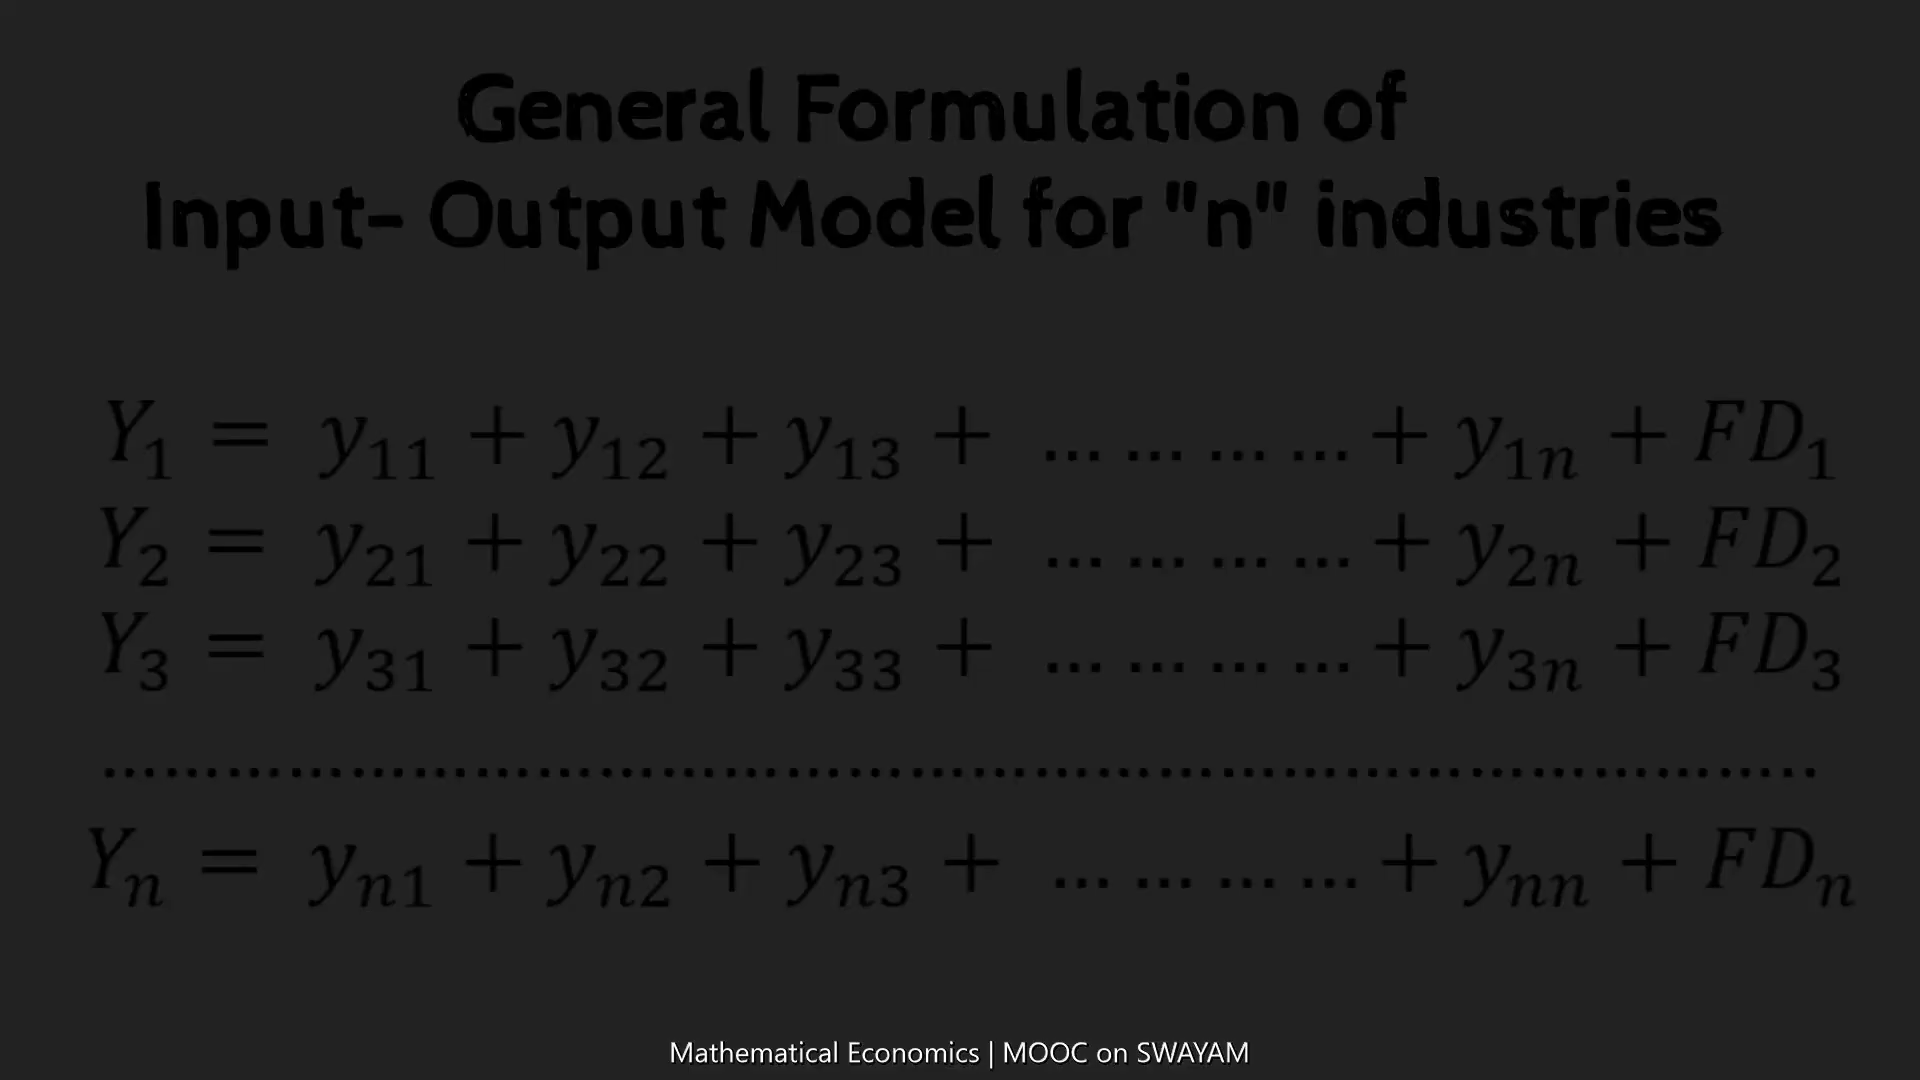 General Formulation of
Input- Output Model for "n" industries
Y₁ = y₁₁ + y₁₂ + y₁₃ + ... ... ... ... + y₁ₙ + FD₁
Y₂ = y₂₁ + y₂₂ + y₂₃ + ... ... ... ... + y₂ₙ + FD₂
Y₃ = y₃₁ + y₃₂ + y₃₃ + ... ... ... ... + y₃ₙ + FD₃
....................................................................................
Yₙ = yₙ₁ + yₙ₂ + yₙ₃ + ... ... ... ... + yₙₙ + FDₙ
Mathematical Economics | MOOC on SWAYAM